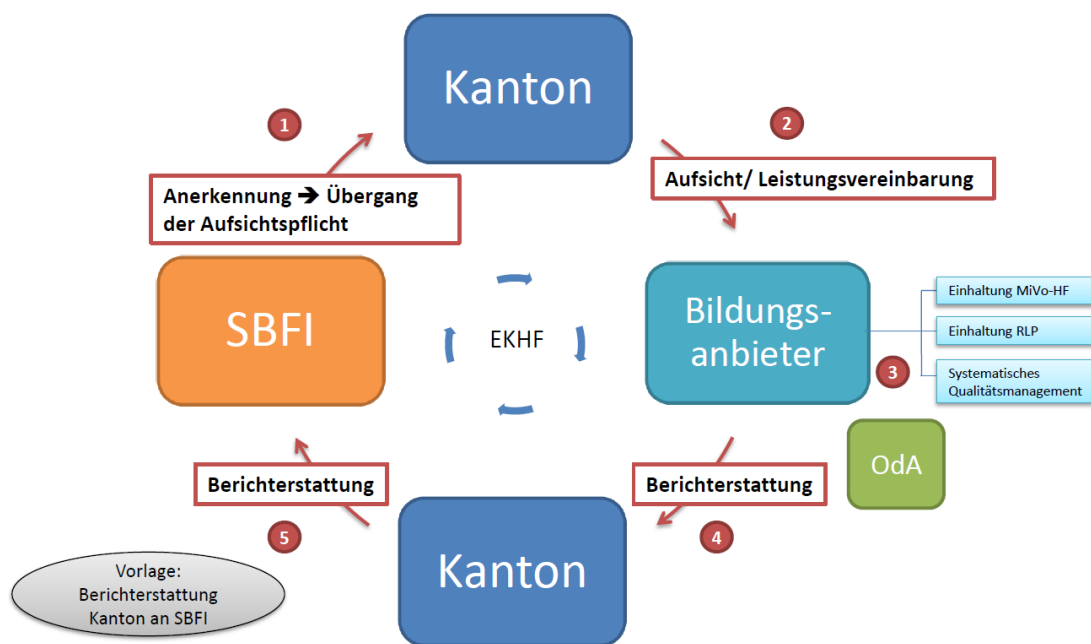 Kanton
1
2
Anerkennung ➔ Übergang
der Aufsichtspflicht
Aufsicht/ Leistungsvereinbarung
SBFI
EKHF
Bildungs-
anbieter
3
Einhaltung MiVo-HF
Einhaltung RLP
Systematisches
Qualitätsmanagement
OdA
Berichterstattung
Berichterstattung
5
4
Kanton
Vorlage:
Berichterstattung
Kanton an SBFI